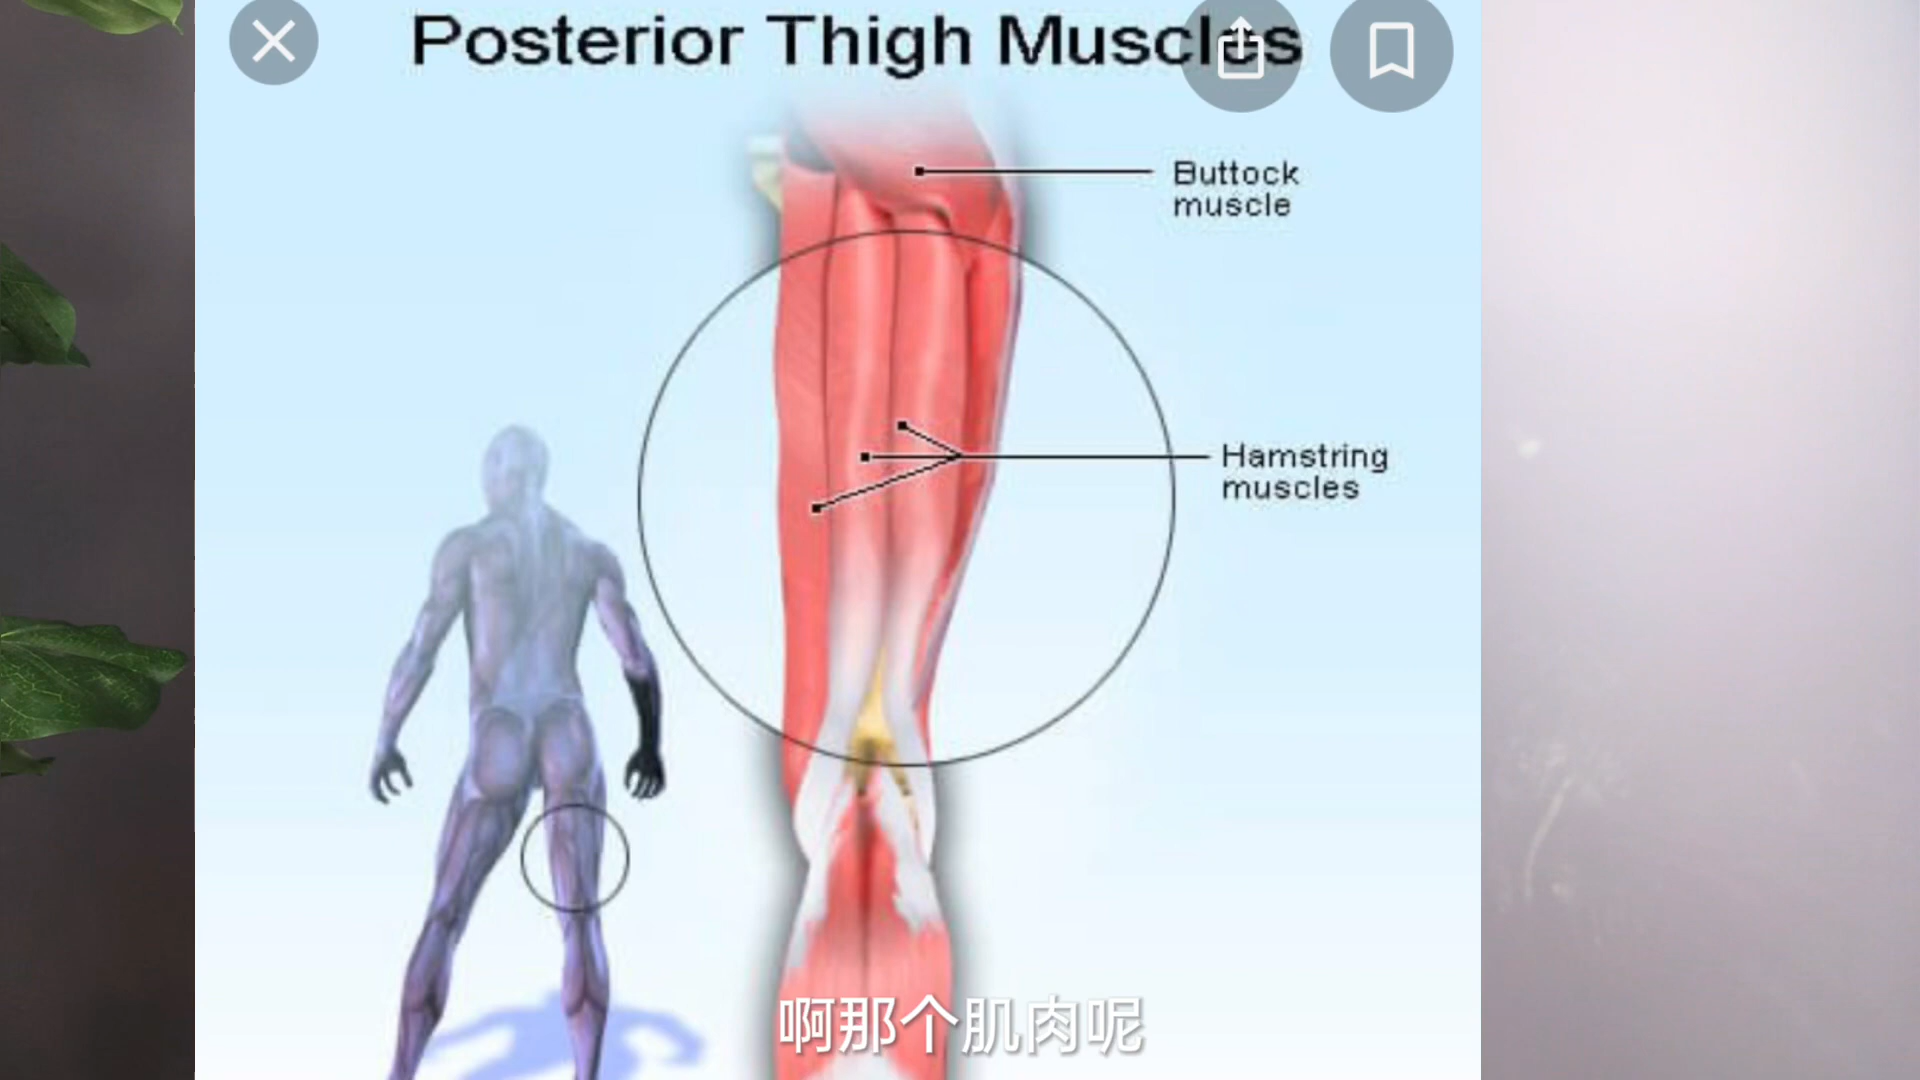 Posterior Thigh Muscles
Buttock
muscle
Hamstring
muscles
啊那个肌肉呢